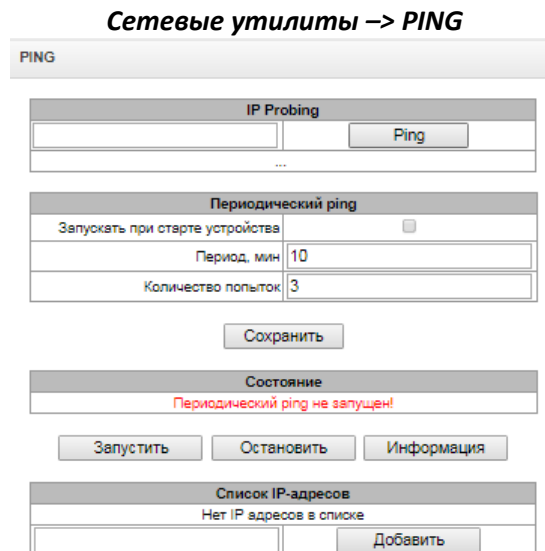 Сетевые утилиты –> PING
PING
IP Probing
Ping
...
Периодический ping
Запускать при старте устройства
Период, мин 10
Количество попыток 3
Сохранить
Состояние
Периодический ping не запущен!
Запустить Остановить Информация
Список IP-адресов
Нет IP адресов в списке
Добавить